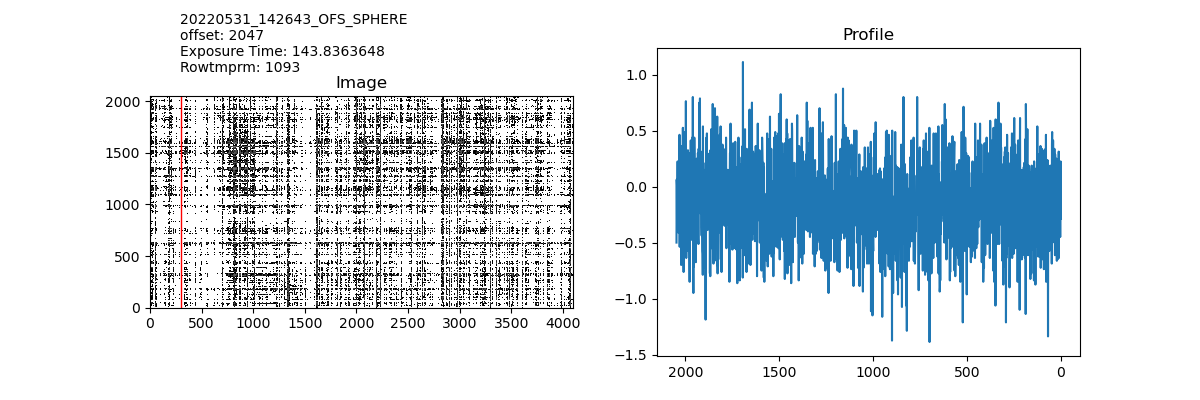 20220531_142643_OFS_SPHERE
offset: 2047
Exposure Time: 143.8363648
Rowtmprm: 1093
Image
2000
1500
1000
500
0
0 500 1000 1500 2000 2500 3000 3500 4000
Profile
1.0
0.5
0.0
−0.5
−1.0
−1.5
2000 1500 1000 500 0